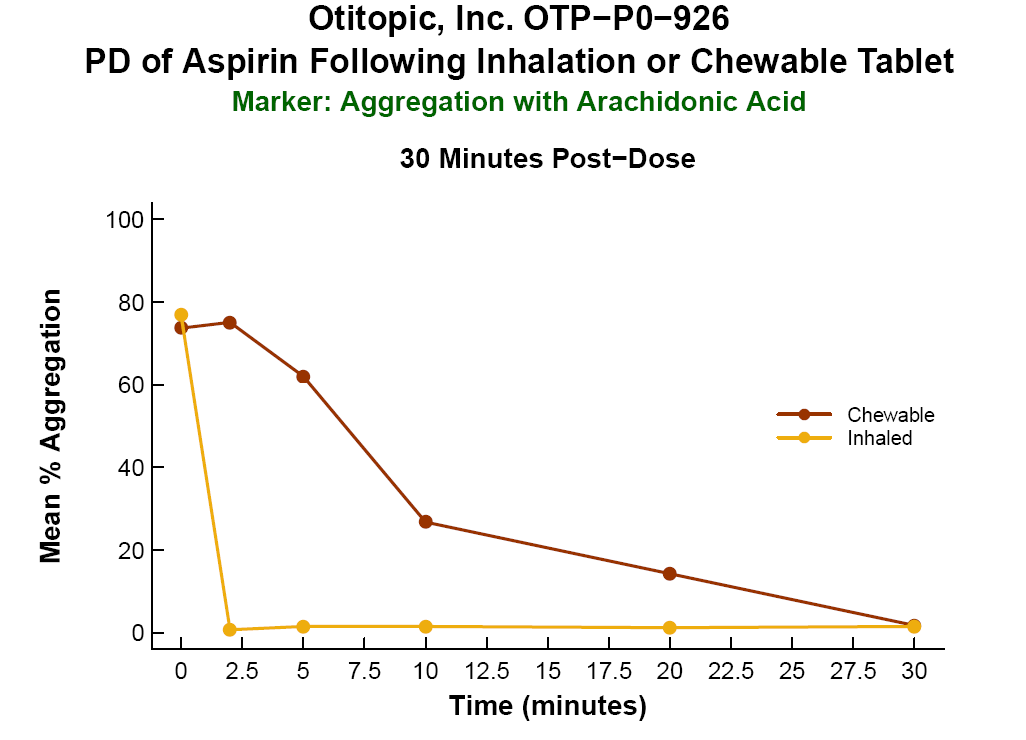 Otitopic, Inc. OTP−P0−926
PD of Aspirin Following Inhalation or Chewable Tablet
Marker: Aggregation with Arachidonic Acid
30 Minutes Post−Dose
Mean % Aggregation
100
80
60
40
20
0
Chewable
Inhaled
0 2.5 5 7.5 10 12.5 15 17.5 20 22.5 25 27.5 30
Time (minutes)